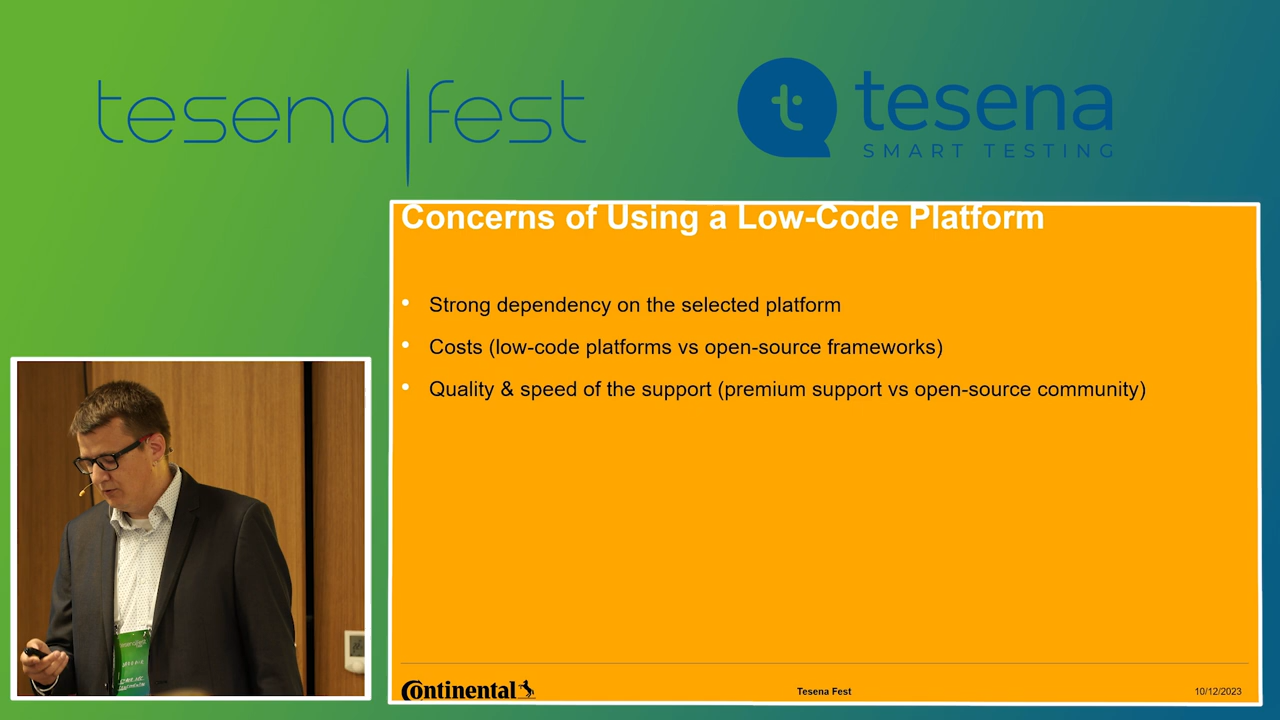 tesena|fest
t tesena
SMART TESTING
Concerns of Using a Low-Code Platform
• Strong dependency on the selected platform
• Costs (low-code platforms vs open-source frameworks)
• Quality & speed of the support (premium support vs open-source community)
Continental
Tesena Fest
10/12/2023